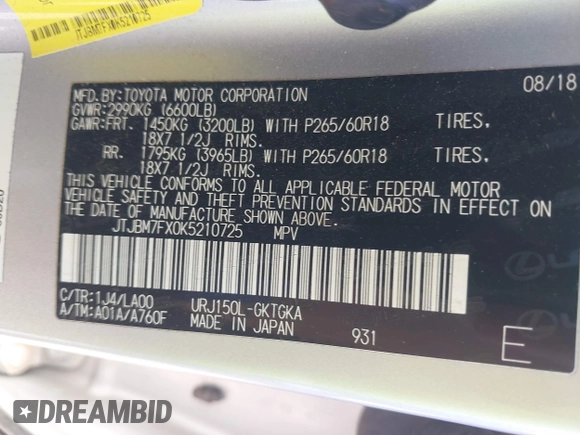 JTJBM7FX0K5210725
MFD.BY:TOYOTA MOTOR CORPORATION 08/18
GVWR:2990KG (6600LB)
GAWR:FRT. 1450KG (3200LB) WITH P265/60R18 TIRES,
18X7 1/2J RIMS.
RR. 1795KG (3965LB) WITH P265/60R18 TIRES,
18X7 1/2J RIMS.
THIS VEHICLE CONFORMS TO ALL APPLICABLE FEDERAL MOTOR
VEHICLE SAFETY AND THEFT PREVENTION STANDARDS IN EFFECT ON
THE DATE OF MANUFACTURE SHOWN ABOVE.
JTJBM7FX0K5210725 MPV
C/TR:1J4/LA00 URJ150L-GKTGKA
A/TM:A01A/A760F MADE IN JAPAN 931 E
DREAMBID